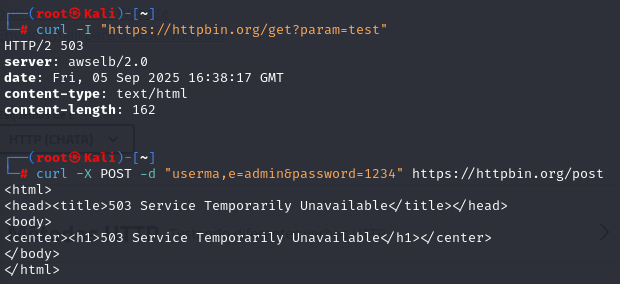 ┌──(root㉿Kali)-[~]
└─# curl -I "https://httpbin.org/get?param=test"
HTTP/2 503
server: awselb/2.0
date: Fri, 05 Sep 2025 16:38:17 GMT
content-type: text/html
content-length: 162
HTTP (CHATA)
┌──(root㉿Kali)-[~]
└─# curl -X POST -d "userma,e=admin&password=1234" https://httpbin.org/post
<html>
<head><title>503 Service Temporarily Unavailable</title></head>
<body>
<center><h1>503 Service Temporarily Unavailable</h1></center>
</body>
</html>